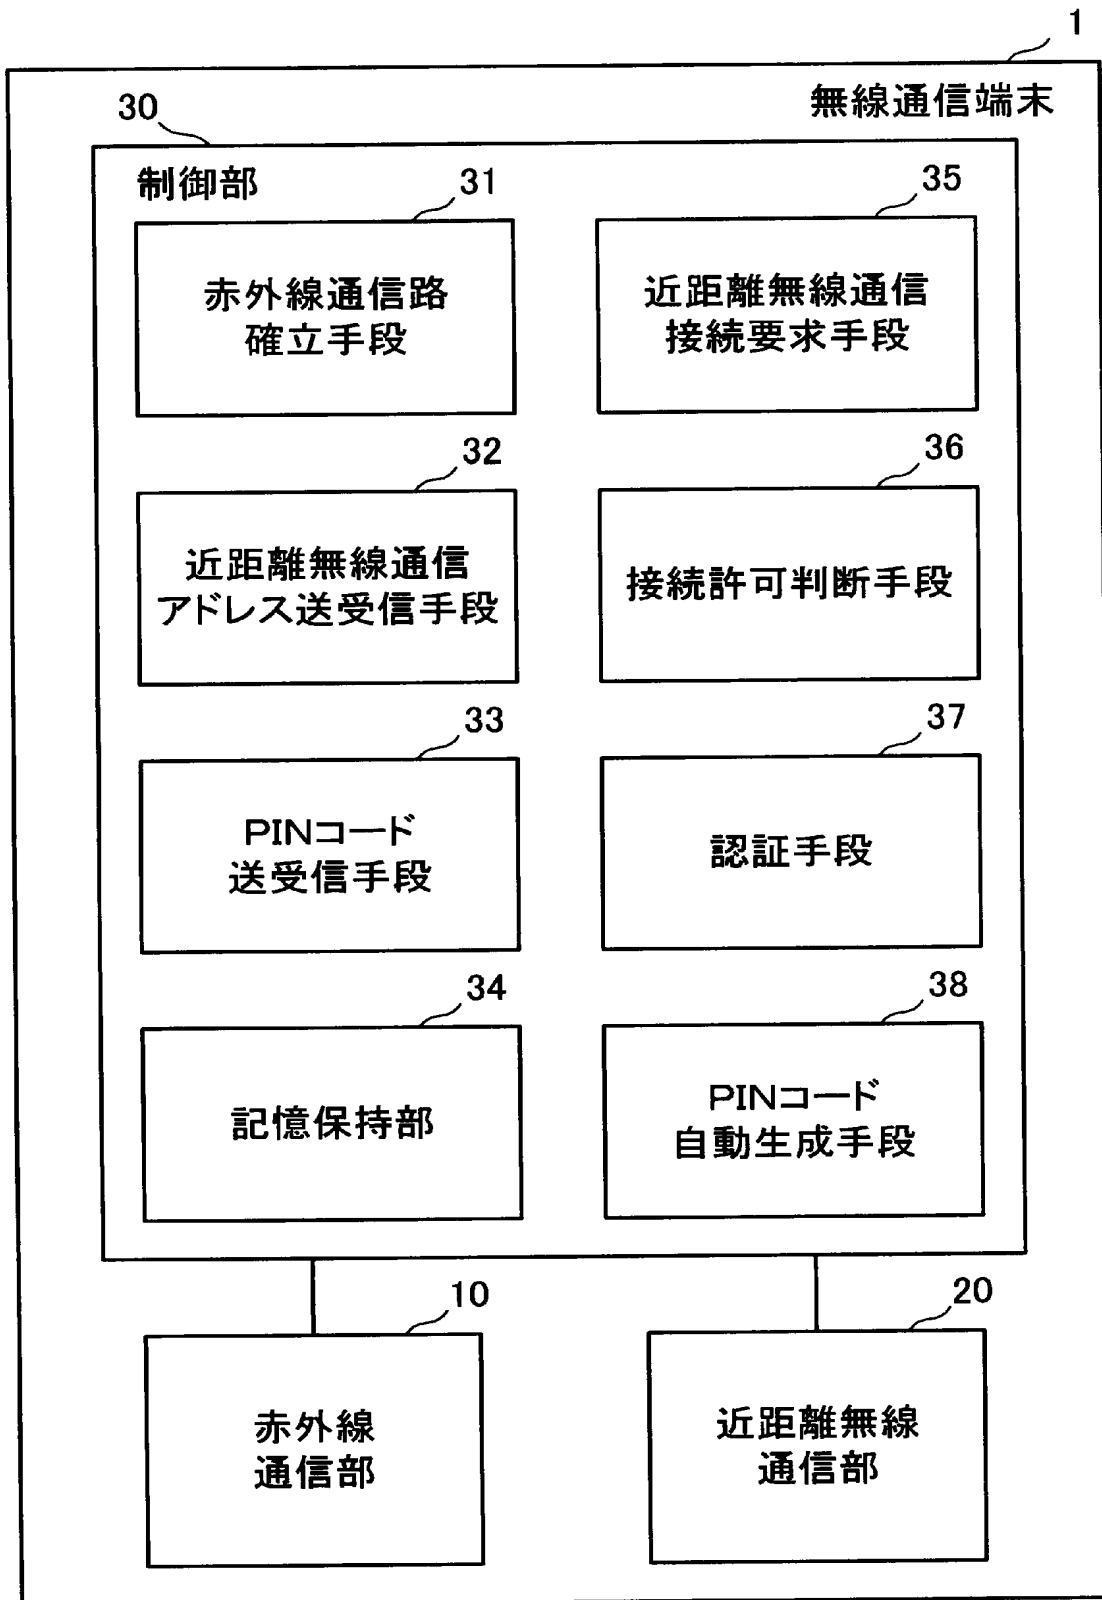 1
無線通信端末
30
制御部
31
赤外線通信路
確立手段
35
近距離無線通信
接続要求手段
32
近距離無線通信
アドレス送受信手段
36
接続許可判断手段
33
PINコード
送受信手段
37
認証手段
34
記憶保持部
38
PINコード
自動生成手段
10
赤外線
通信部
20
近距離無線
通信部